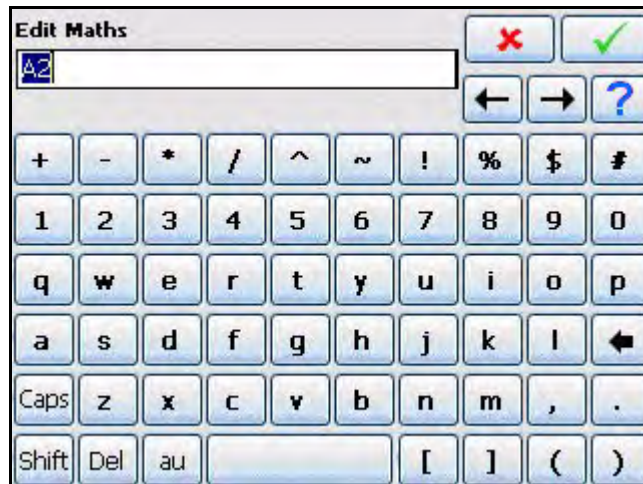 Edit Maths
A2
?
+ - * / ^ ~ ! % $ #
1 2 3 4 5 6 7 8 9 0
q w e r t y u i o p
a s d f g h j k l
Caps z x c v b n m , .
Shift Del au [ ] ( )